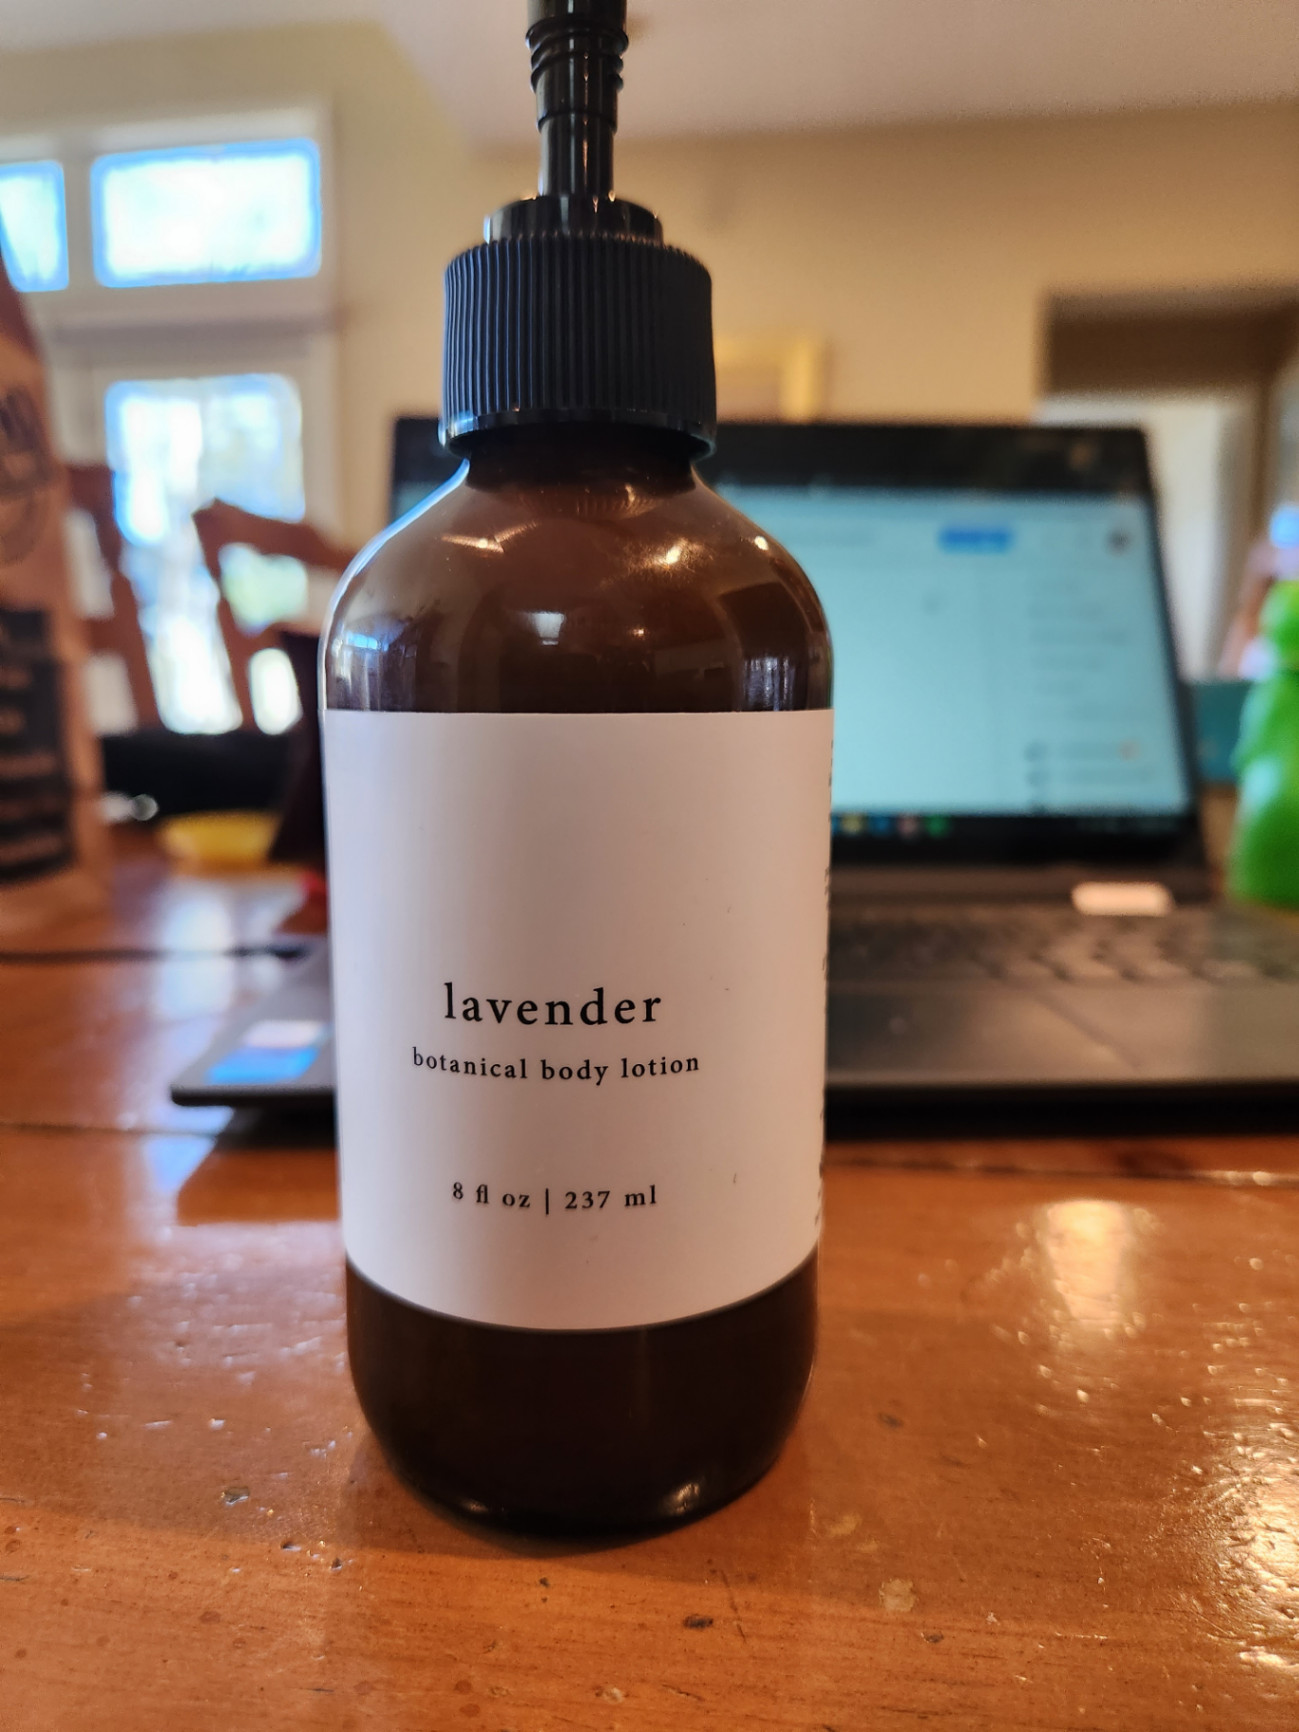 lavender
botanical body lotion
8 fl oz | 237 ml